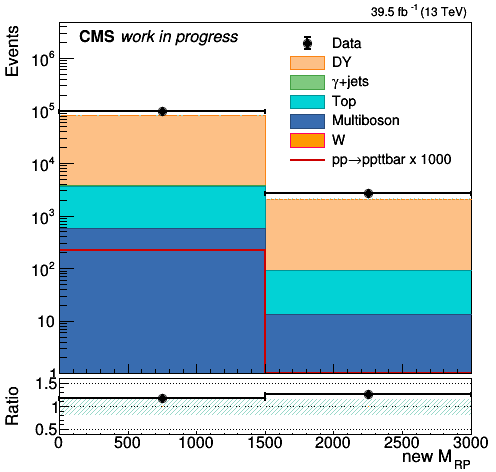 39.5 fb⁻¹ (13 TeV)
CMS work in progress
Events
10⁶
10⁵
10⁴
10³
10²
10
1
Data
DY
γ+jets
Top
Multiboson
W
pp→ppttbar x 1000
Ratio
1.5
1
0.5
0 500 1000 1500 2000 2500 3000
new M_RP